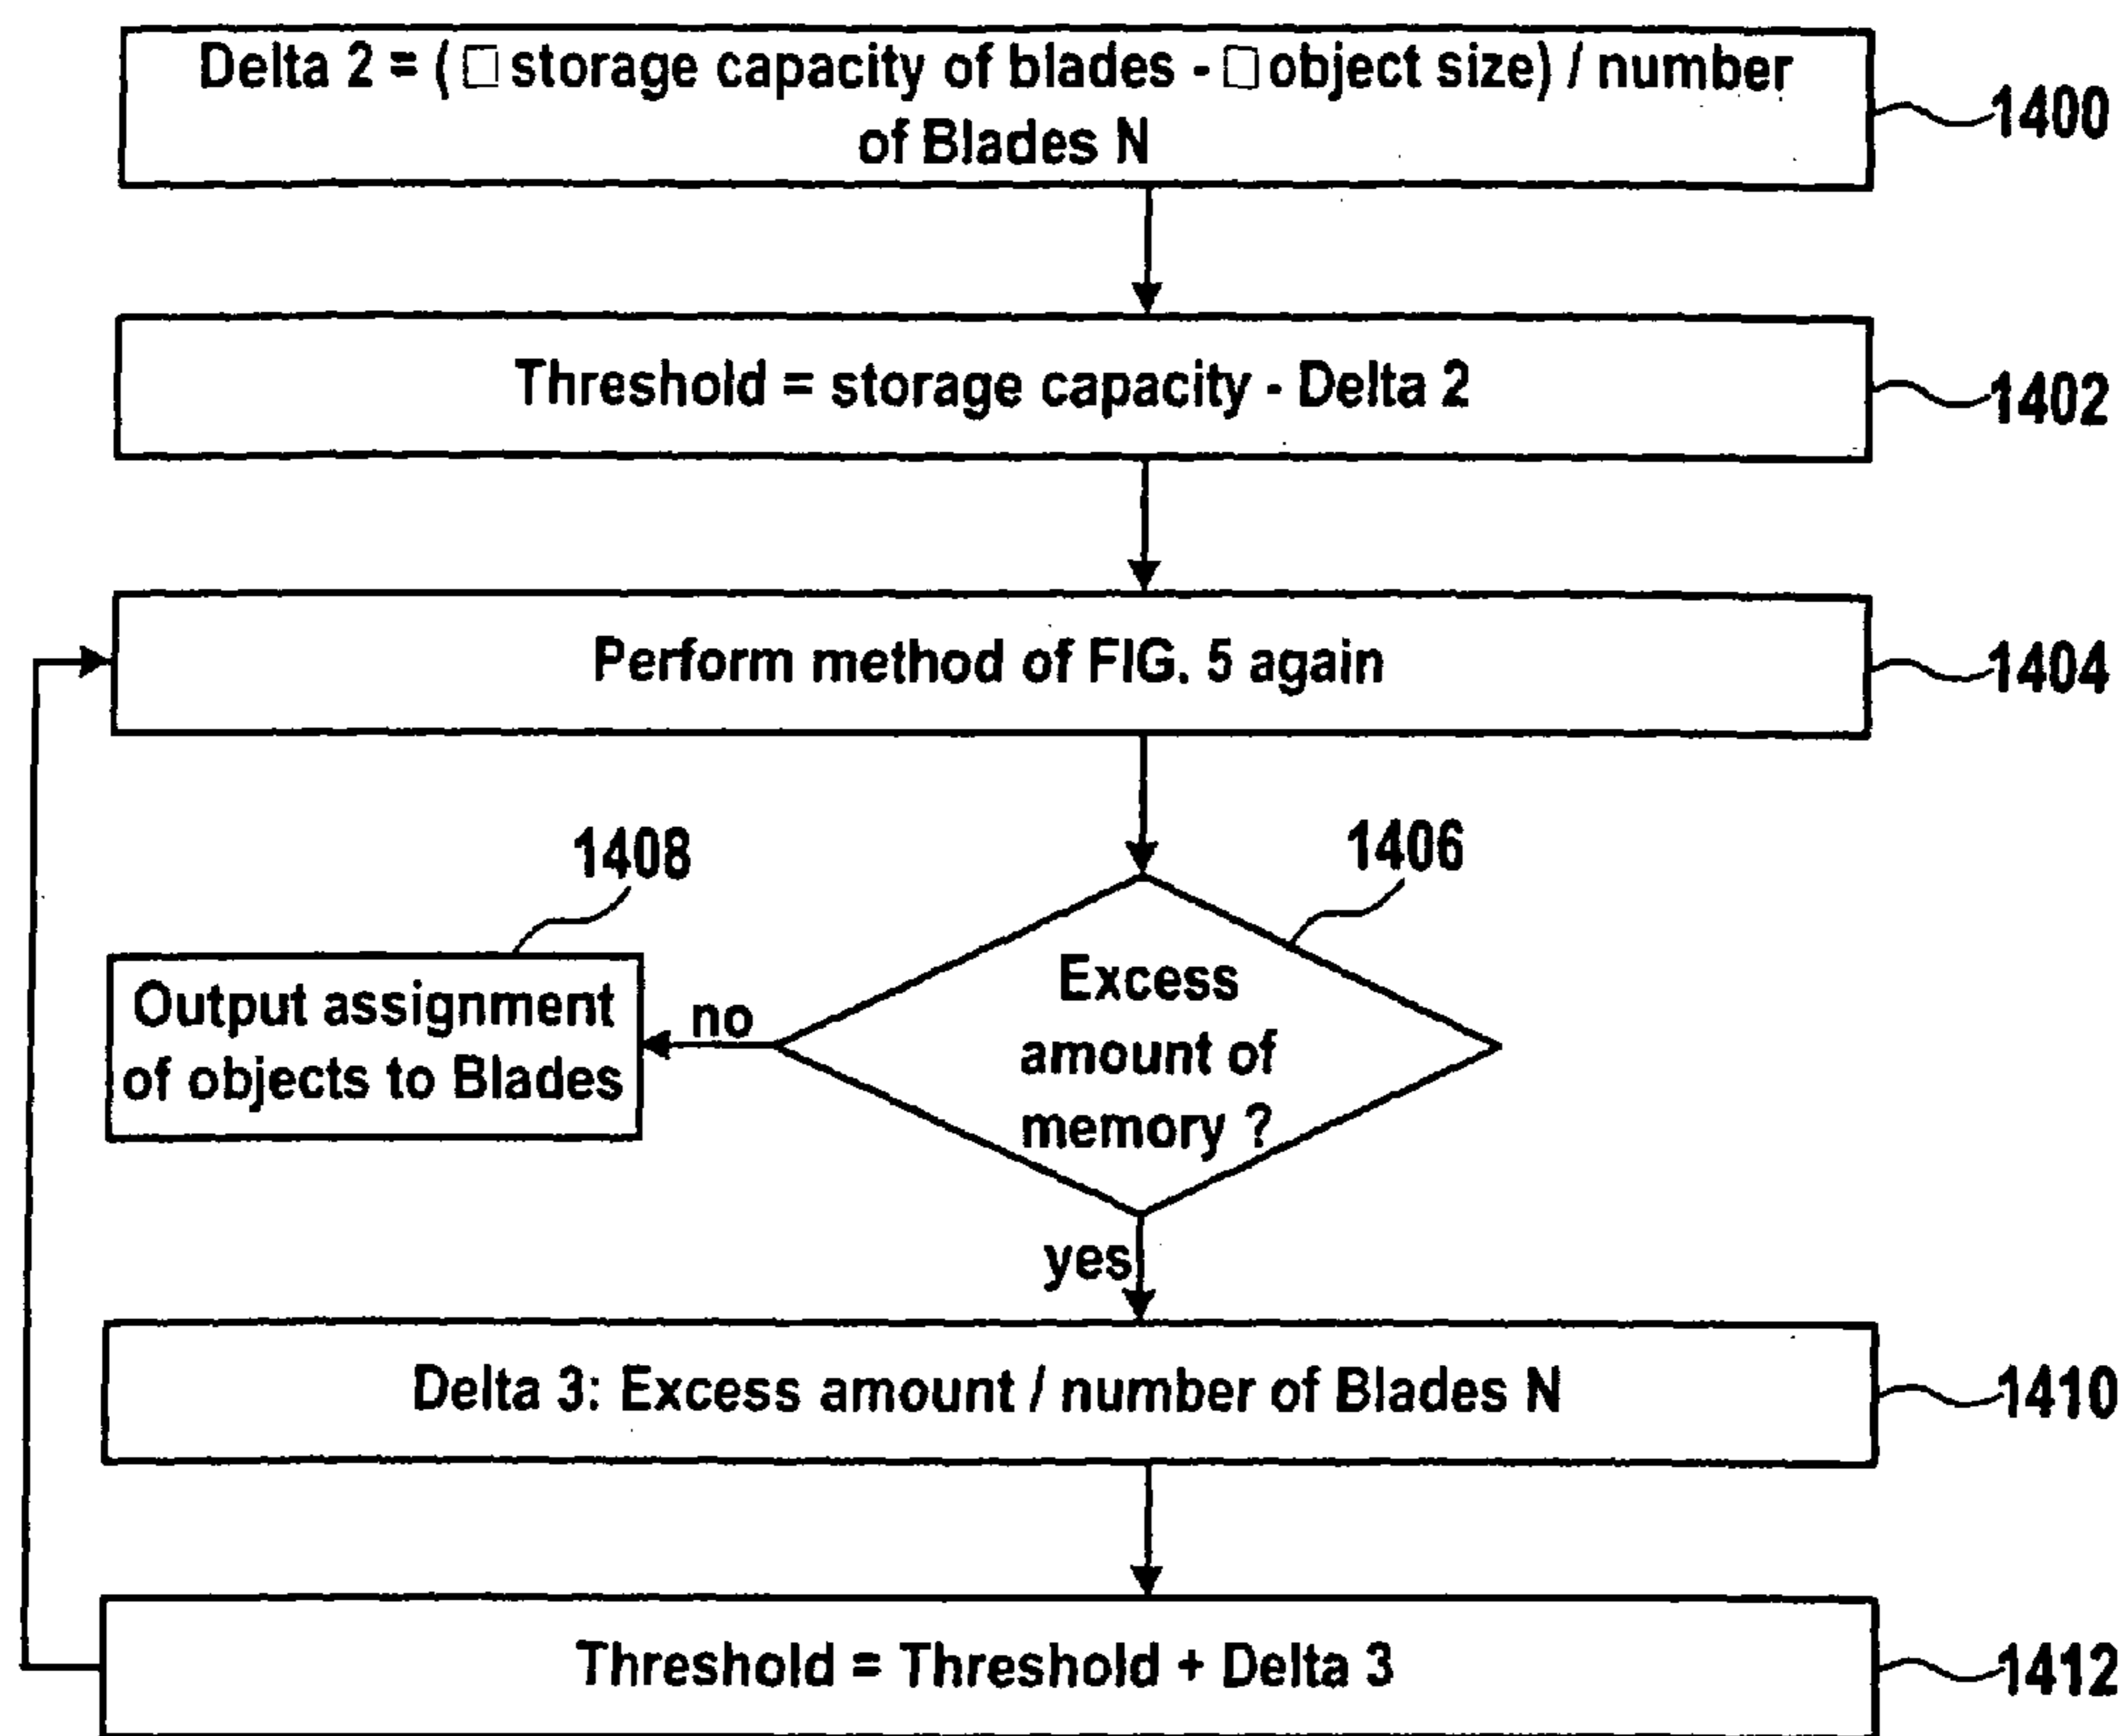 Delta 2 = ( □ storage capacity of blades - □ object size) / number
of Blades N
1400
Threshold = storage capacity - Delta 2
1402
Perform method of FIG. 5 again
1404
1408
1406
Output assignment
of objects to Blades
no
Excess
amount of
memory ?
yes
Delta 3: Excess amount / number of Blades N
1410
Threshold = Threshold + Delta 3
1412